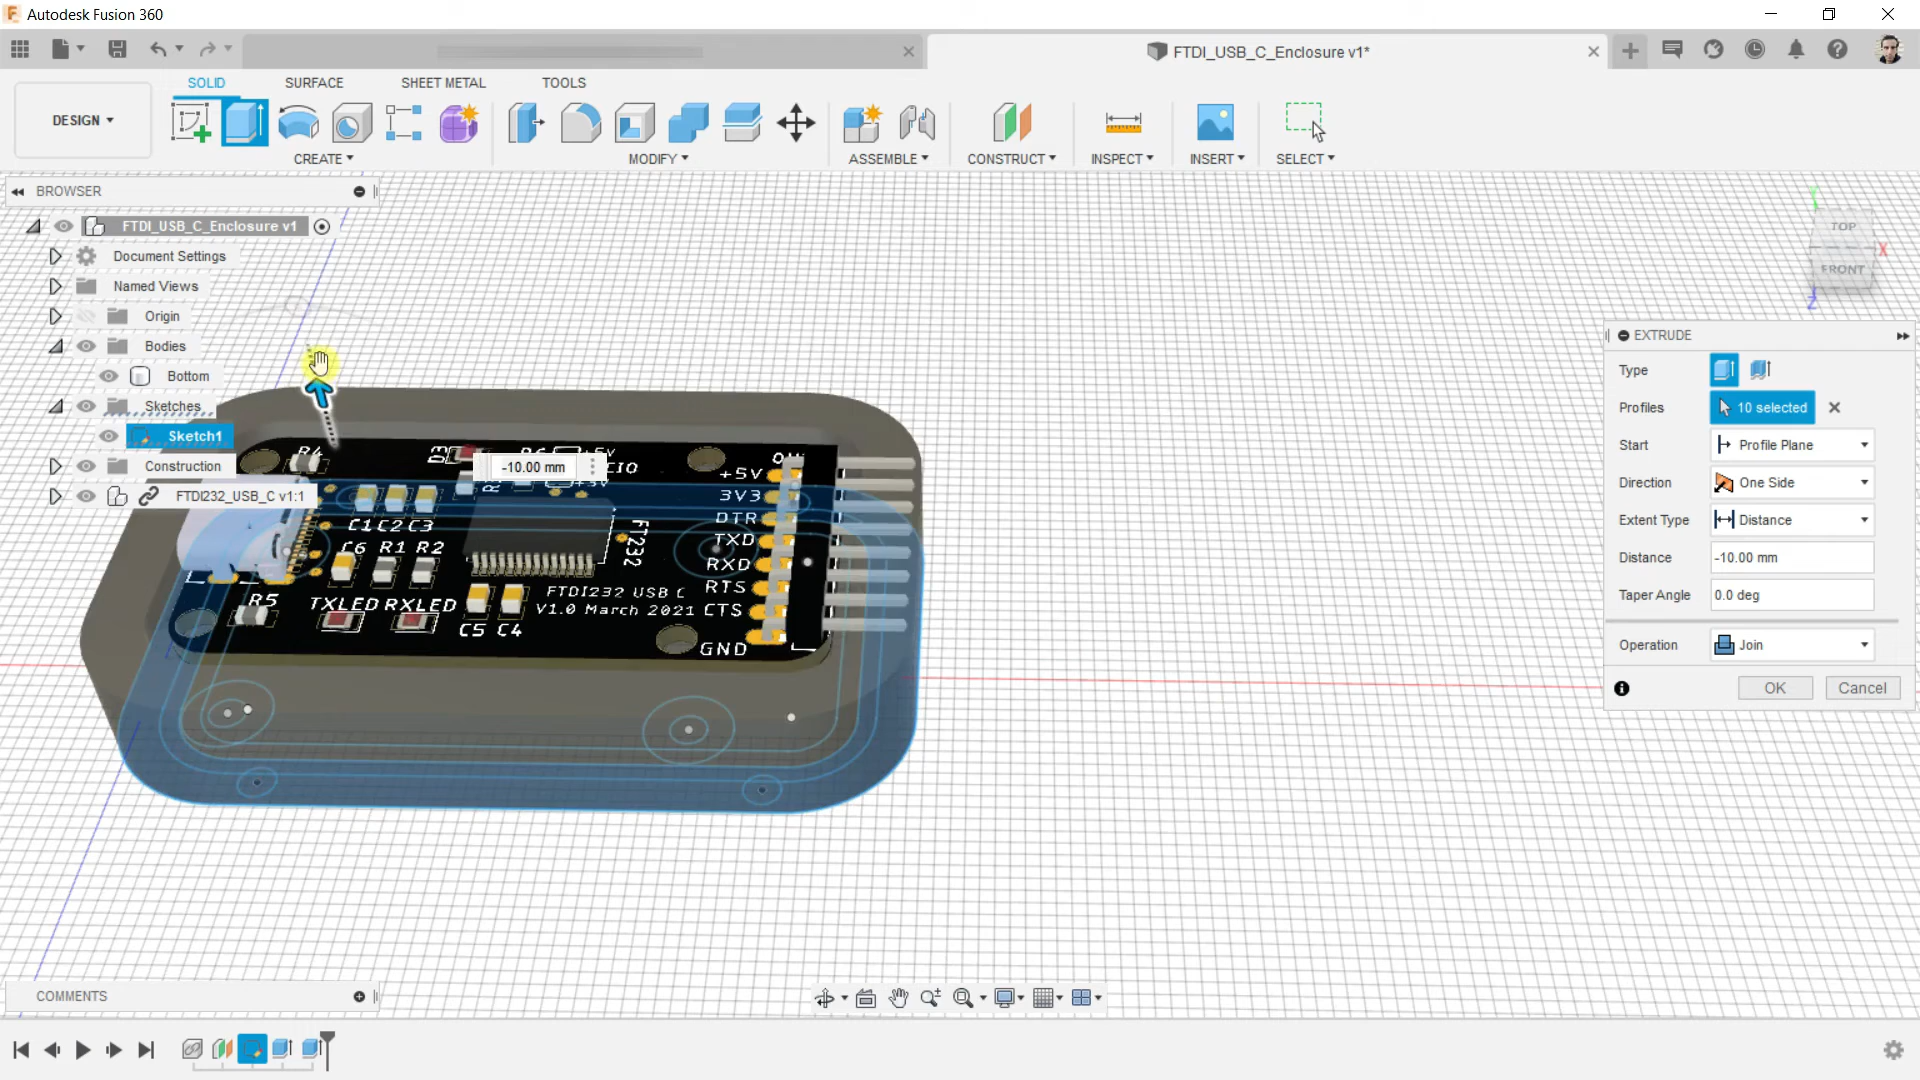 Autodesk Fusion 360
FTDI_USB_C_Enclosure v1*
DESIGN
SOLID
SURFACE
SHEET METAL
TOOLS
CREATE
MODIFY
ASSEMBLE
CONSTRUCT
INSPECT
INSERT
SELECT
BROWSER
FTDI_USB_C_Enclosure v1
Document Settings
Named Views
Origin
Bodies
Bottom
Sketches
Sketch1
Construction
FTDI232_USB_C v1:1
TOP
FRONT
X
Y
Z
EXTRUDE
Type
Profiles 10 selected
Start Profile Plane
Direction One Side
Extent Type Distance
Distance -10.00 mm
Taper Angle 0.0 deg
Operation Join
OK
Cancel
-10.00 mm
R4
D3
+5V
3V3
DTR
TXD
RXD
RTS
CTS
GND
C1 C2 C3
C6 R1 R2
FT232
R5
TXLED RXLED
C5 C4
FTDI232 USB C
V1.0 March 2021
COMMENTS